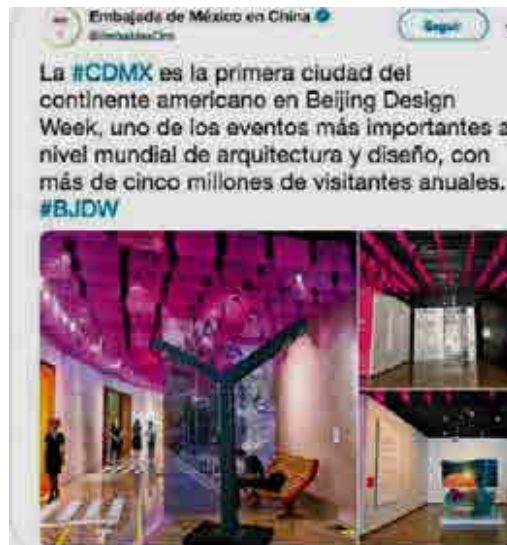 Embajada de México en China
Seguir
La #CDMX es la primera ciudad del
continente americano en Beijing Design
Week, uno de los eventos más importantes a
nivel mundial de arquitectura y diseño, con
más de cinco millones de visitantes anuales.
#BJDW